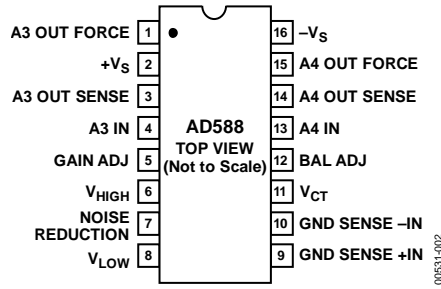 A3 OUT FORCE 1 16 –VS
+VS 2 15 A4 OUT FORCE
A3 OUT SENSE 3 14 A4 OUT SENSE
A3 IN 4 AD588 13 A4 IN
GAIN ADJ 5 TOP VIEW 12 BAL ADJ
(Not to Scale)
VHIGH 6 11 VCT
NOISE
REDUCTION 7 10 GND SENSE –IN
VLOW 8 9 GND SENSE +IN
00531-002